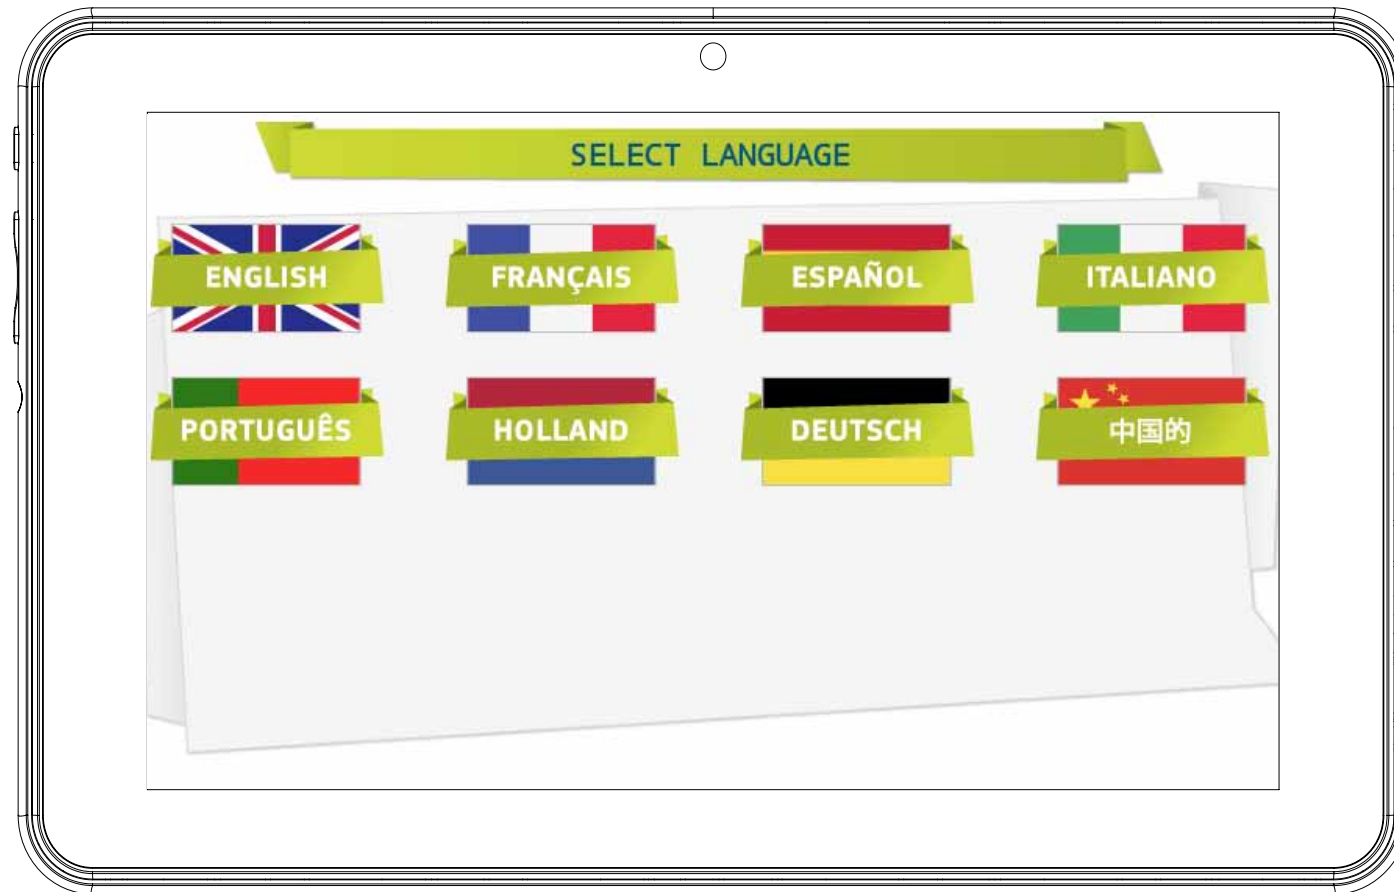 SELECT LANGUAGE
ENGLISH
FRANÇAIS
ESPAÑOL
ITALIANO
PORTUGUÊS
HOLLAND
DEUTSCH
中国的